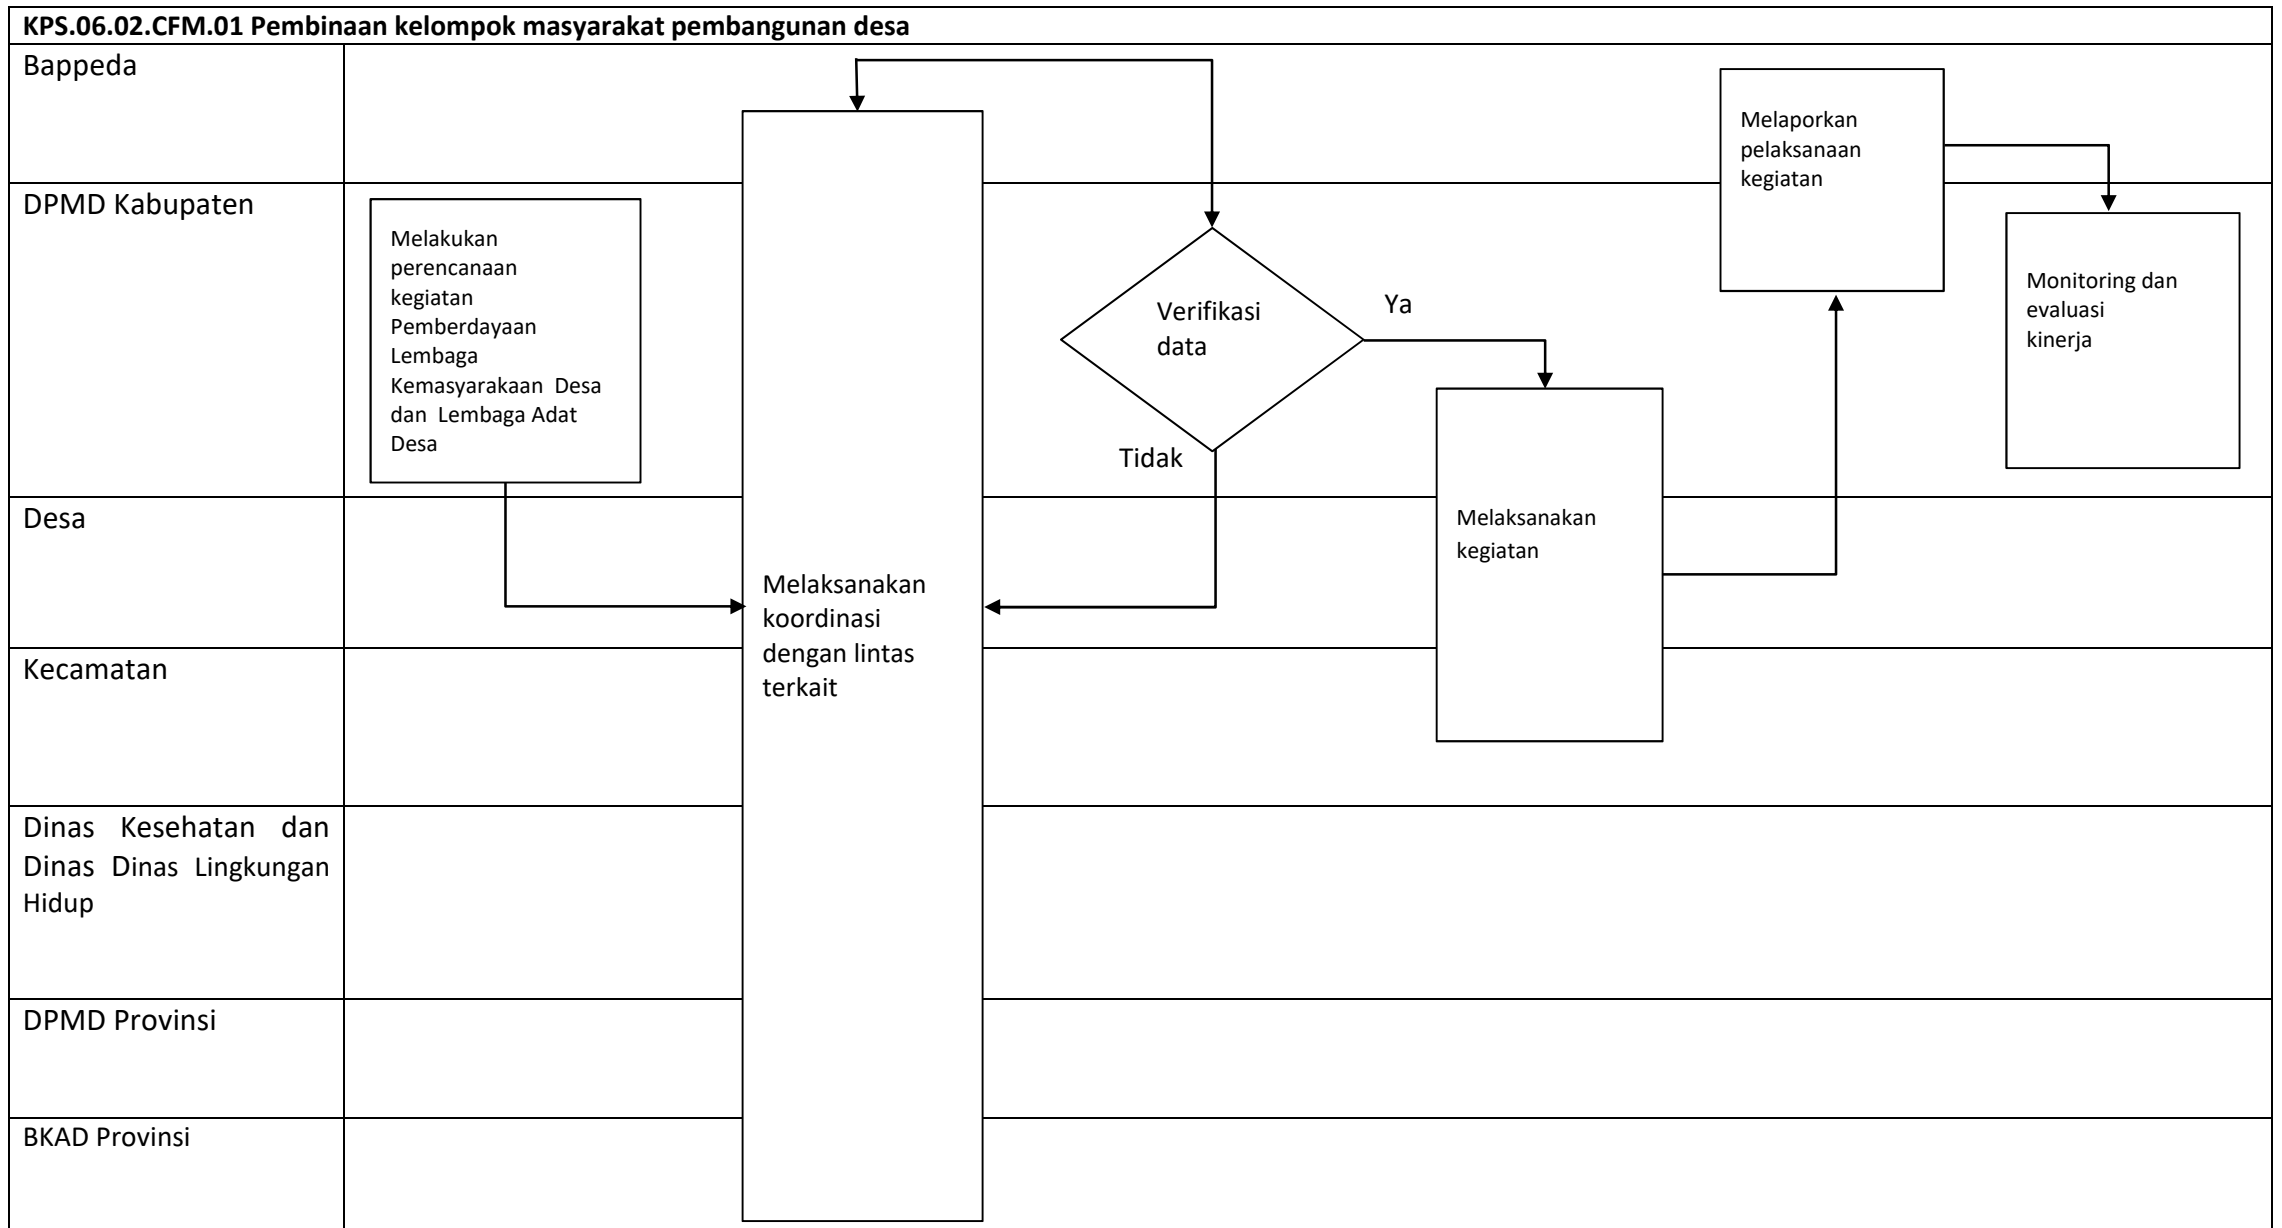 KPS.06.02.CFM.01 Pembinaan kelompok masyarakat pembangunan desa
Bappeda
Melaporkan
pelaksanaan
kegiatan
DPMD Kabupaten
Melakukan
perencanaan
kegiatan
Pemberdayaan
Lembaga
Kemasyarakaan Desa
dan Lembaga Adat
Desa
Verifikasi
data
Ya
Tidak
Monitoring dan
evaluasi
kinerja
Desa
Melaksanakan
koordinasi
dengan lintas
terkait
Melaksanakan
kegiatan
Kecamatan
Dinas Kesehatan dan
Dinas Dinas Lingkungan
Hidup
DPMD Provinsi
BKAD Provinsi